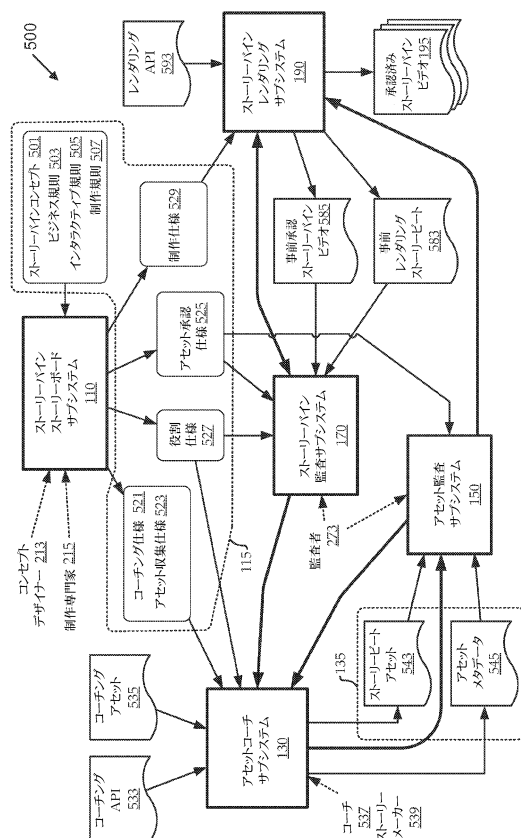 500
ストーリーバインコンセプト 501
ビジネス規則 503
インタラクティブ規則 505
制作規則 507
レンダリング
API
593
コンセプト
デザイナー 213
制作専門家 215
ストーリーバイン
ストーリーボード
サブシステム
110
制作仕様 529
ストーリーバイン
レンダリング
サブシステム
190
承認済み
ストーリーバイン
ビデオ195
アセット承認
仕様 525
役割
仕様
527
コーチング仕様 521
アセット収集仕様 523
115
事前承認
ストーリーバイン
ビデオ 585
事前
レンダリング
ストーリービート
583
ストーリーバイン
監査サブシステム
170
監査者
273
コーチング
アセット
535
コーチング
API
533
アセットコーチ
サブシステム
130
アセット監査
サブシステム
150
135
ストーリービート
アセット
543
アセット
メタデータ
545
コーチ
537
ストーリー
メーカー
539